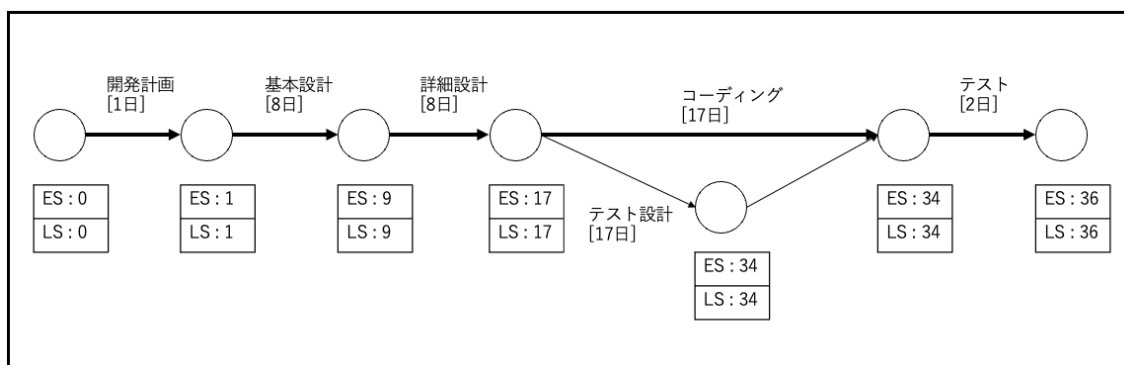 開発計画
[1日]
基本設計
[8日]
詳細設計
[8日]
コーディング
[17日]
テスト
[2日]
テスト設計
[17日]
ES : 0
LS : 0
ES : 1
LS : 1
ES : 9
LS : 9
ES : 17
LS : 17
ES : 34
LS : 34
ES : 34
LS : 34
ES : 36
LS : 36